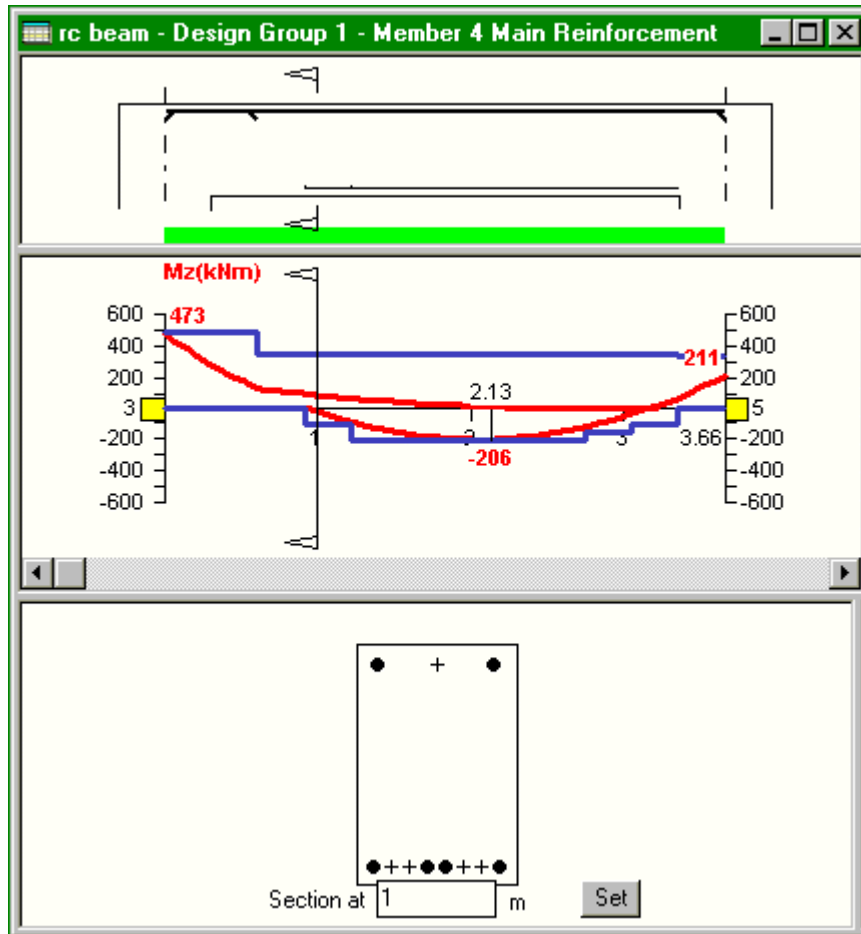 rc beam - Design Group 1 - Member 4 Main Reinforcement
Mz(kNm)
600 473 600
400 211 400
200 2.13 200
3 5
-200 1 2 3 3.66 -200
-206
-400 -400
-600 -600
Section at 1 m Set